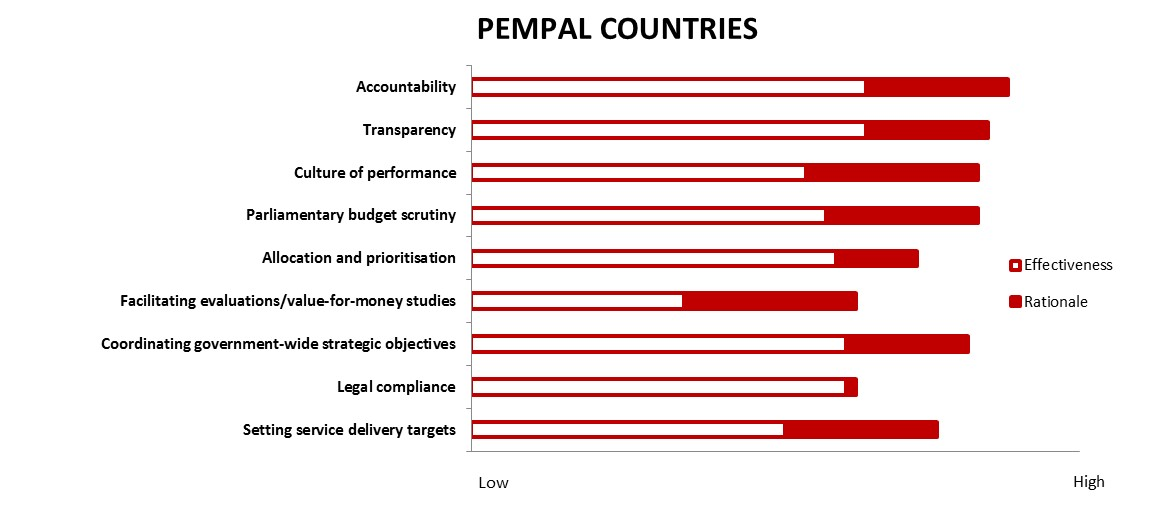 PEMPAL COUNTRIES
Accountability
Transparency
Culture of performance
Parliamentary budget scrutiny
Allocation and prioritisation
Facilitating evaluations/value-for-money studies
Coordinating government-wide strategic objectives
Legal compliance
Setting service delivery targets
Effectiveness
Rationale
Low
High